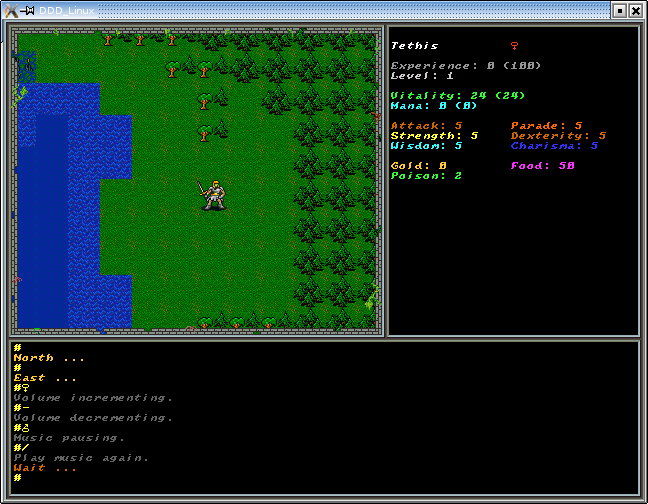 DDD_Linux
Tethis ♀
Experience: 0 (100)
Level: 1
Vitality: 24 (24)
Mana: 0 (0)
Attack: 5 Parade: 5
Strength: 5 Dexterity: 5
Wisdom: 5 Charisma: 5
Gold: 0 Food: 50
Poison: 2
#
North ...
#
East ...
#♀
Volume incrementing.
#-
Volume decrementing.
#
Music pausing.
#/
Play music again.
Wait ...
#